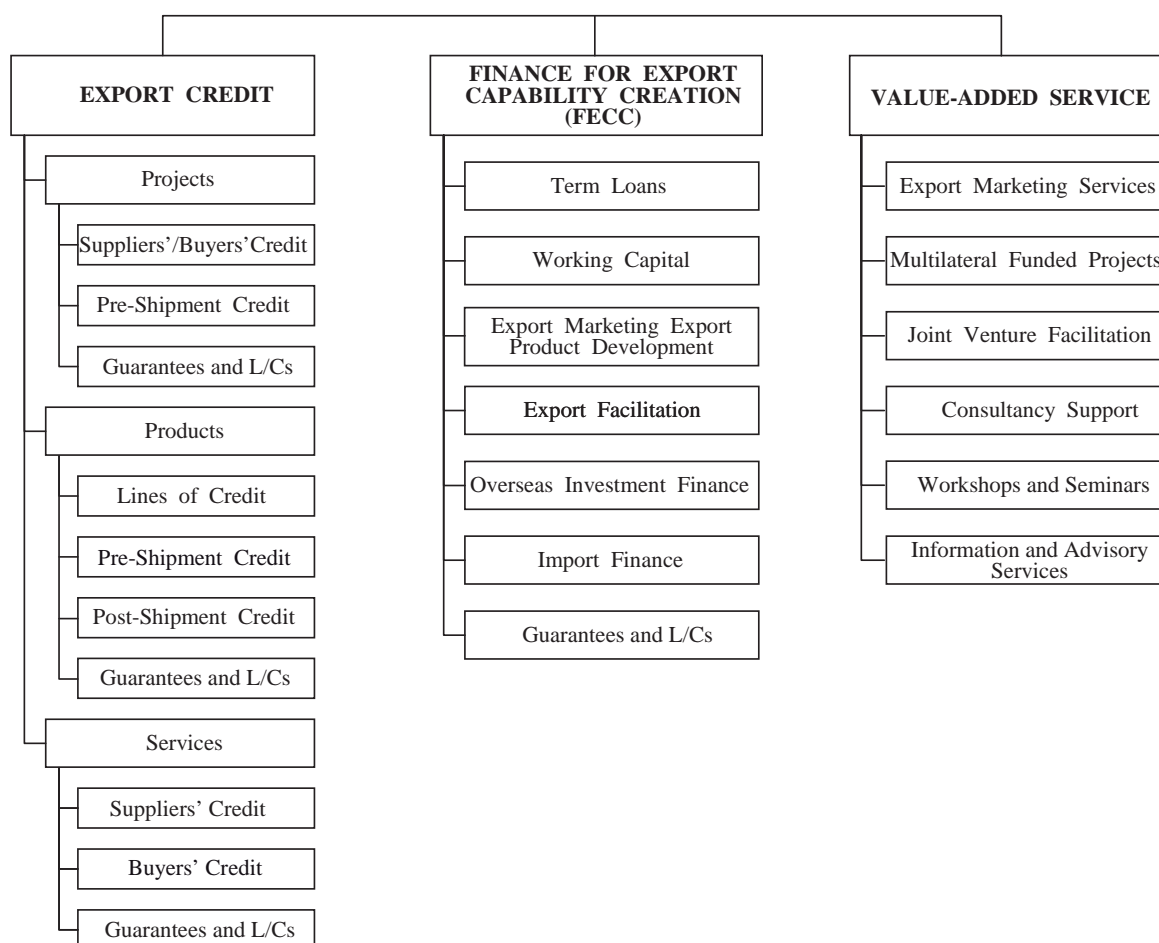 EXPORT CREDIT
Projects
Suppliers’/Buyers’Credit
Pre-Shipment Credit
Guarantees and L/Cs
Products
Lines of Credit
Pre-Shipment Credit
Post-Shipment Credit
Guarantees and L/Cs
Services
Suppliers’ Credit
Buyers’ Credit
Guarantees and L/Cs
FINANCE FOR EXPORT
CAPABILITY CREATION
(FECC)
Term Loans
Working Capital
Export Marketing Export
Product Development
Export Facilitation
Overseas Investment Finance
Import Finance
Guarantees and L/Cs
VALUE-ADDED SERVICE
Export Marketing Services
Multilateral Funded Projects
Joint Venture Facilitation
Consultancy Support
Workshops and Seminars
Information and Advisory
Services